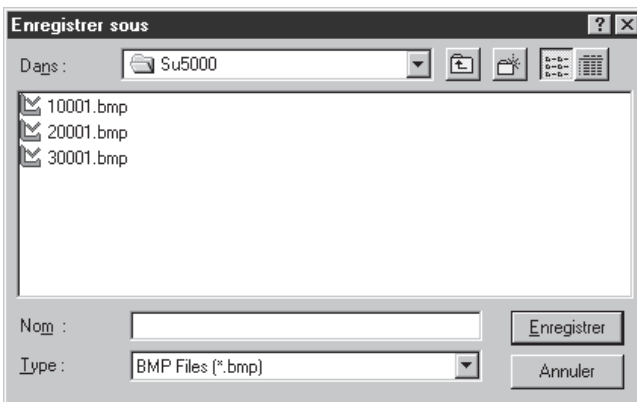 Enregistrer sous
Dans :
Su5000
10001.bmp
20001.bmp
30001.bmp
Nom :
Enregistrer
Type :
BMP Files (*.bmp)
Annuler